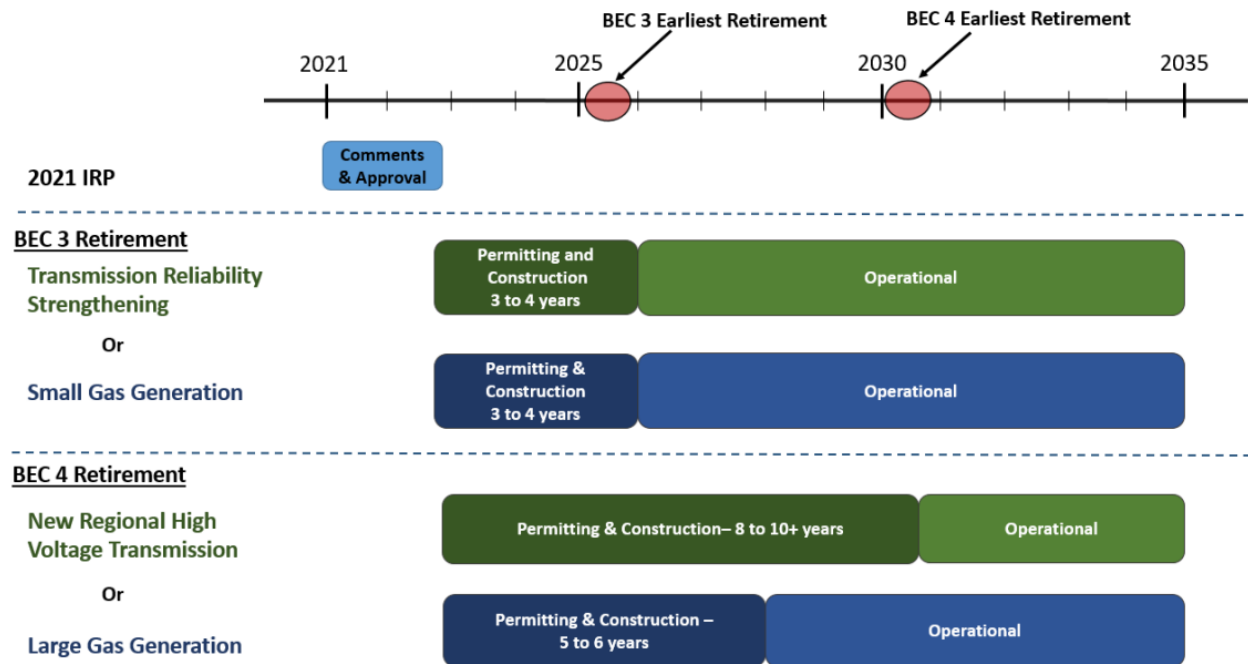 BEC 3 Earliest Retirement
BEC 4 Earliest Retirement
2021
2025
2030
2035
2021 IRP
Comments
& Approval
BEC 3 Retirement
Transmission Reliability
Strengthening
Permitting and
Construction
3 to 4 years
Operational
Or
Small Gas Generation
Permitting &
Construction
3 to 4 years
Operational
BEC 4 Retirement
New Regional High
Voltage Transmission
Permitting & Construction– 8 to 10+ years
Operational
Or
Large Gas Generation
Permitting & Construction –
5 to 6 years
Operational